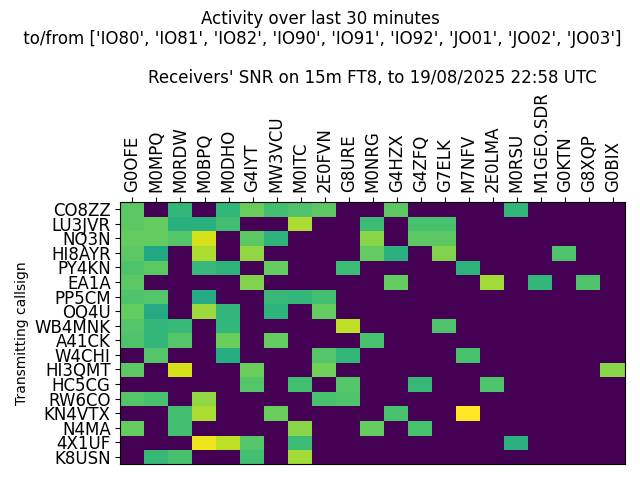 Activity over last 30 minutes
to/from ['IO80', 'IO81', 'IO82', 'IO90', 'IO91', 'IO92', 'JO01', 'JO02', 'JO03']
Receivers' SNR on 15m FT8, to 19/08/2025 22:58 UTC
G0OFE
M0MPQ
M0RDW
M0BPQ
M0DHO
G4IYT
MW3VCU
M0ITC
2E0FVN
G8URE
M0NRG
G4HZX
G4ZFQ
G7ELK
M7NFV
2E0LMA
M0RSU
M1GEO.SDR
G0KTN
G8XQP
G0BIX
Transmitting callsign
CO8ZZ
LU3JVR
NQ3N
HI8AYR
PY4KN
EA1A
PP5CM
OQ4U
WB4MNK
A41CK
W4CHI
HI3QMT
HC5CG
RW6CO
KN4VTX
N4MA
4X1UF
K8USN